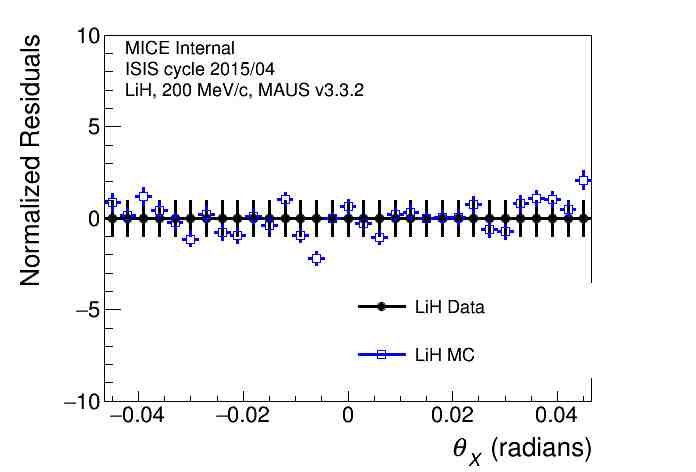 Normalized Residuals
10
5
0
−5
−10
MICE Internal
ISIS cycle 2015/04
LiH, 200 MeV/c, MAUS v3.3.2
LiH Data
LiH MC
−0.04 −0.02 0 0.02 0.04
θX (radians)